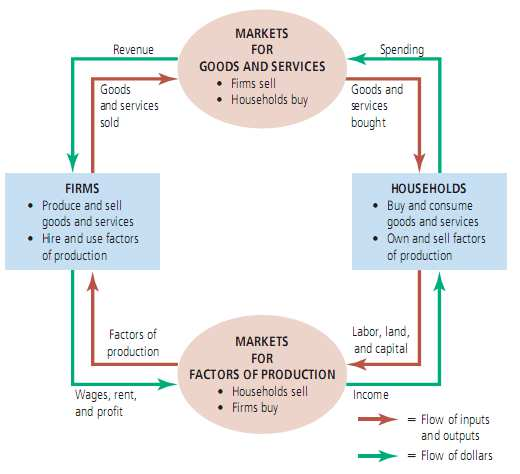 MARKETS
FOR
GOODS AND SERVICES
• Firms sell
• Households buy
Revenue
Spending
Goods
and services
sold
Goods and
services
bought
FIRMS
• Produce and sell
goods and services
• Hire and use factors
of production
HOUSEHOLDS
• Buy and consume
goods and services
• Own and sell factors
of production
Factors of
production
Labor, land,
and capital
MARKETS
FOR
FACTORS OF PRODUCTION
• Households sell
• Firms buy
Wages, rent,
and profit
Income
= Flow of inputs
and outputs
= Flow of dollars